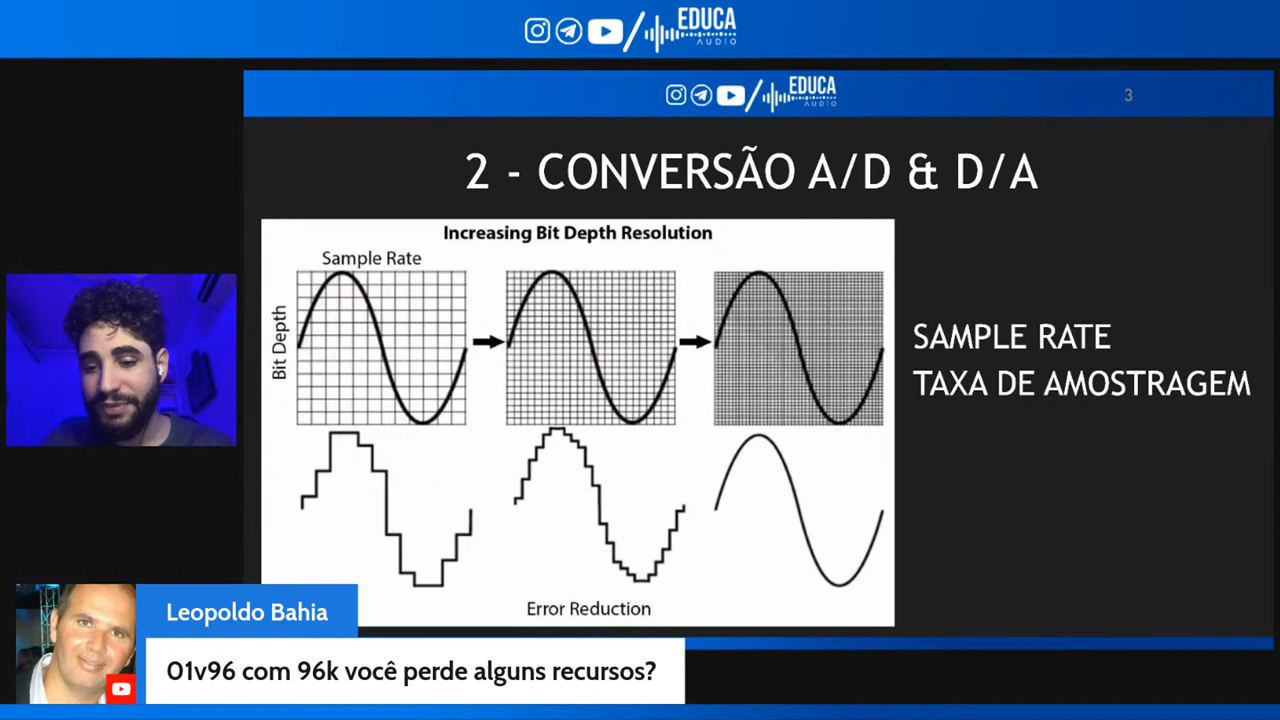 EDUCA
AUDIO
EDUCA
AUDIO
3
2 - CONVERSÃO A/D & D/A
Increasing Bit Depth Resolution
Sample Rate
Bit Depth
SAMPLE RATE
TAXA DE AMOSTRAGEM
Error Reduction
Leopoldo Bahia
01v96 com 96k você perde alguns recursos?